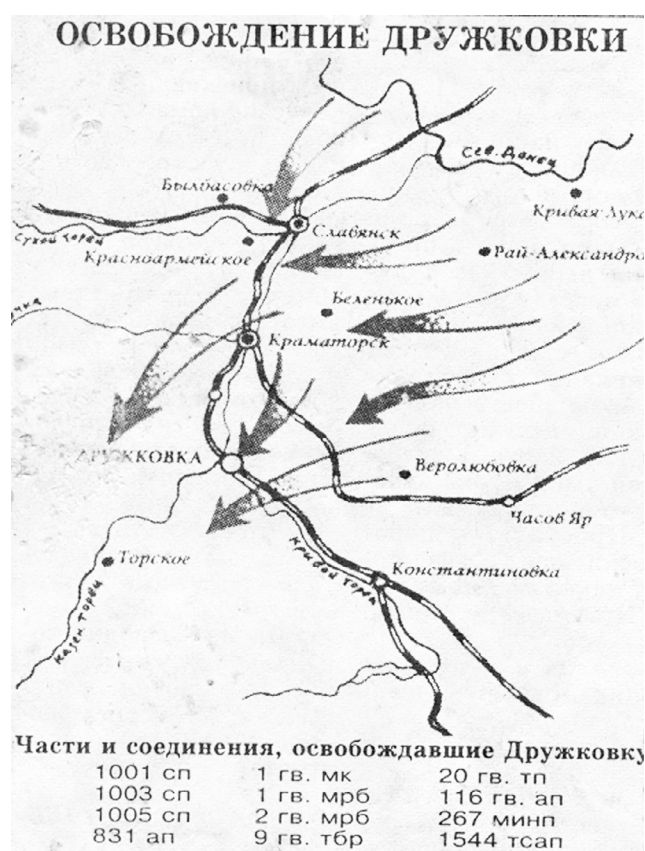 ОСВОБОЖДЕНИЕ ДРУЖКОВКИ
Сев. Донец
Былбасовка
Кривая Лука
Славянск
Сухой Торец
Красноармейское
Рай-Александро
Беленькое
Краматорск
ДРУЖКОВКА
Веролюбовка
Часов Яр
Торское
Константиновка
Кривой Торец
Казен. Торец
Части и соединения, освобождавшие Дружковку
1001 сп 1 гв. мк 20 гв. тп
1003 сп 1 гв. мрб 116 гв. ап
1005 сп 2 гв. мрб 267 минп
831 ап 9 гв. тбр 1544 тсап